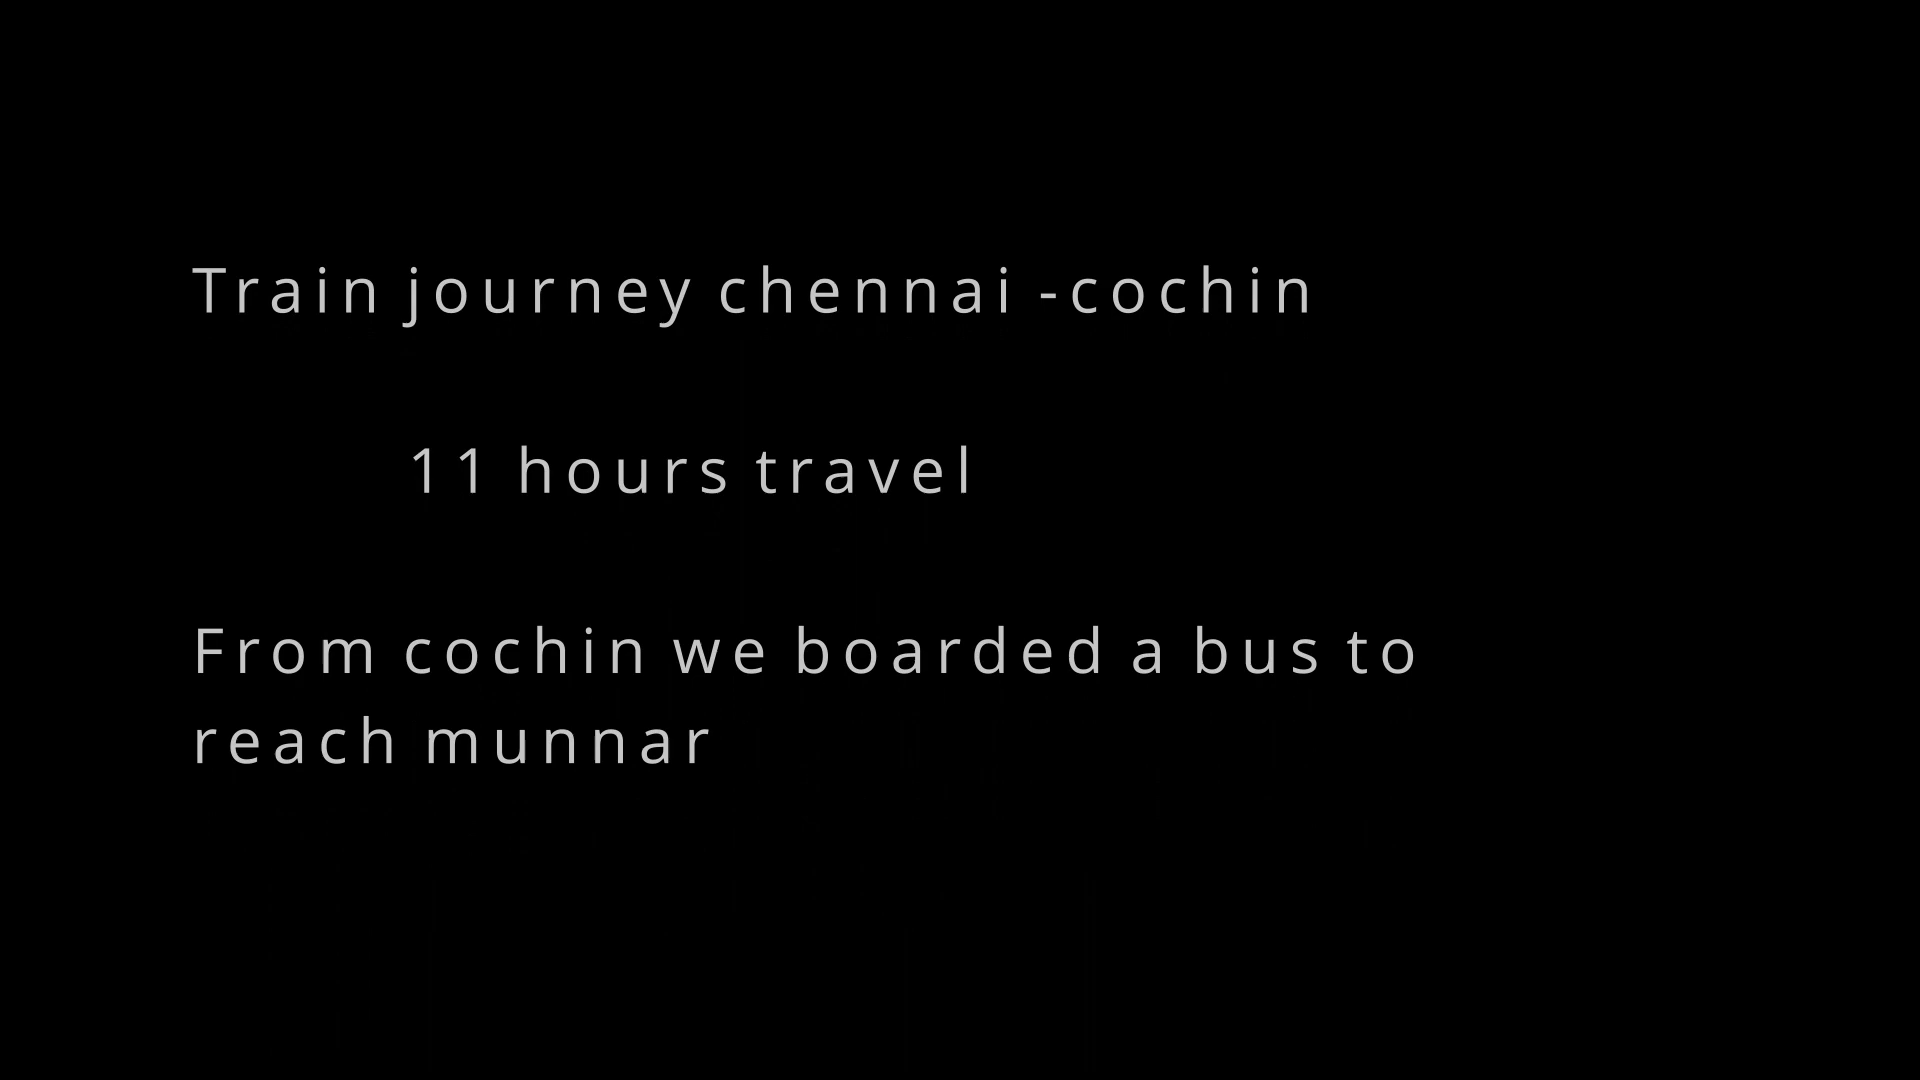 Train journey chennai -cochin
11 hours travel
From cochin we boarded a bus to
reach munnar